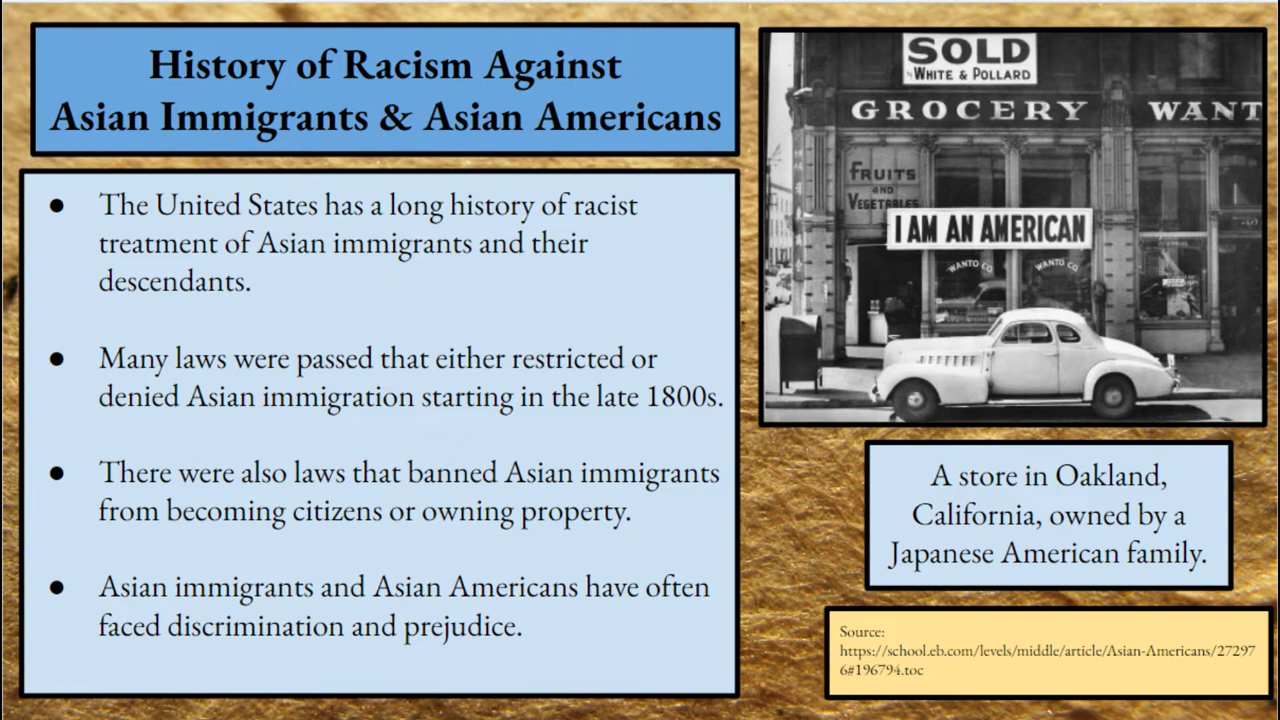 History of Racism Against
Asian Immigrants & Asian Americans
● The United States has a long history of racist
treatment of Asian immigrants and their
descendants.
● Many laws were passed that either restricted or
denied Asian immigration starting in the late 1800s.
● There were also laws that banned Asian immigrants
from becoming citizens or owning property.
● Asian immigrants and Asian Americans have often
faced discrimination and prejudice.
SOLD
WHITE & POLLARD
GROCERY WANT
FRUITS
AND
VEGETABLES
I AM AN AMERICAN
WANTO CO WANTO CO
A store in Oakland,
California, owned by a
Japanese American family.
Source:
https://school.eb.com/levels/middle/article/Asian-Americans/27297
6#196794.toc